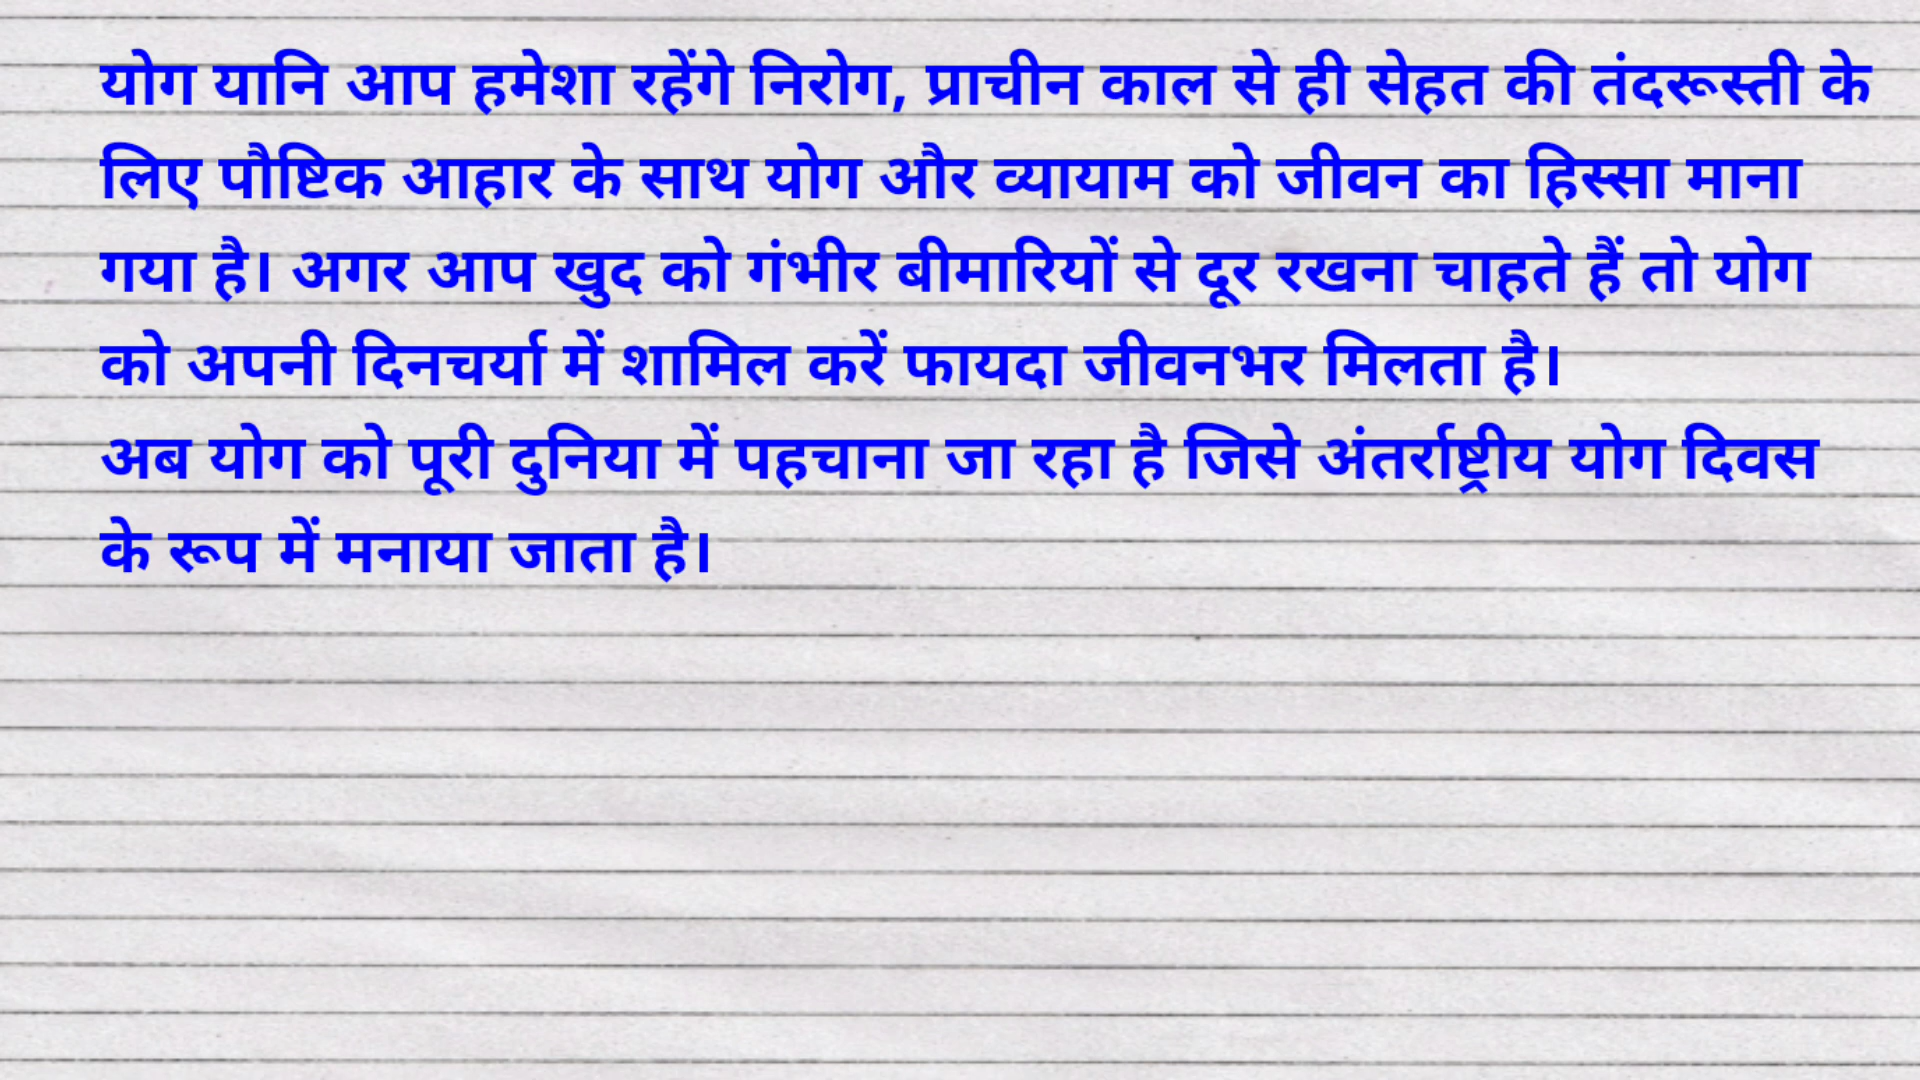 योग यानि आप हमेशा रहेंगे निरोग, प्राचीन काल से ही सेहत की तंदरूस्ती के
लिए पौष्टिक आहार के साथ योग और व्यायाम को जीवन का हिस्सा माना
गया है। अगर आप खुद को गंभीर बीमारियों से दूर रखना चाहते हैं तो योग
को अपनी दिनचर्या में शामिल करें फायदा जीवनभर मिलता है।
अब योग को पूरी दुनिया में पहचाना जा रहा है जिसे अंतर्राष्ट्रीय योग दिवस
के रूप में मनाया जाता है।